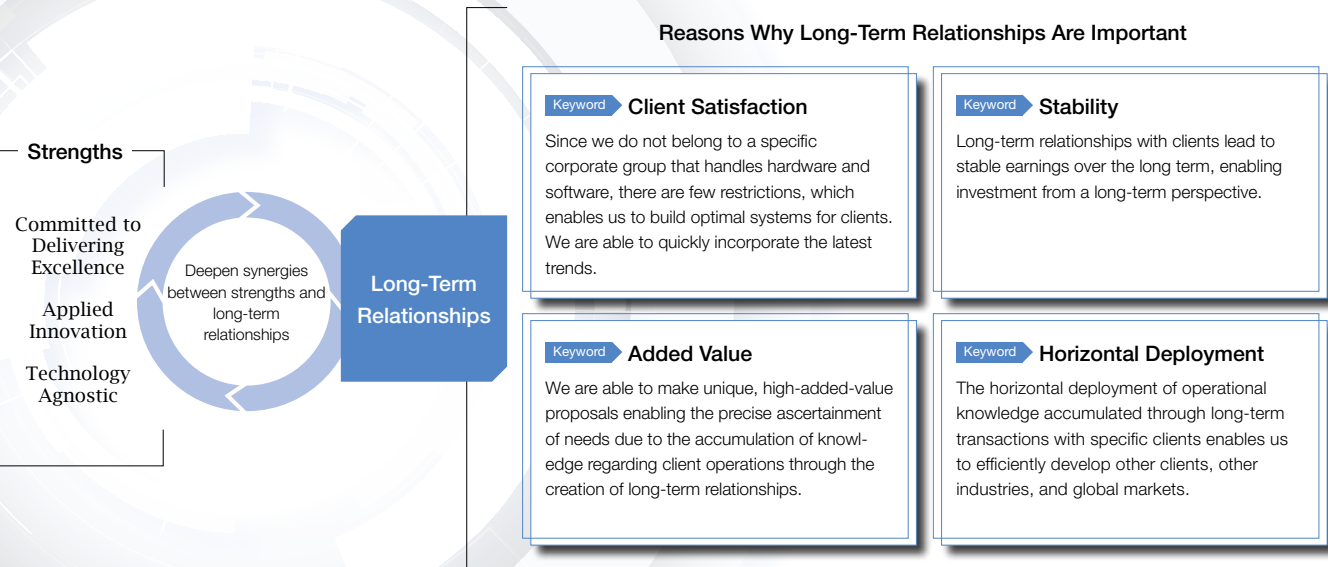 Strengths
Committed to
Delivering
Excellence
Applied
Innovation
Technology
Agnostic
Deepen synergies
between strengths and
long-term
relationships
Long-Term
Relationships
Reasons Why Long-Term Relationships Are Important
Keyword Client Satisfaction
Since we do not belong to a specific
corporate group that handles hardware and
software, there are few restrictions, which
enables us to build optimal systems for clients.
We are able to quickly incorporate the latest
trends.
Keyword Stability
Long-term relationships with clients lead to
stable earnings over the long term, enabling
investment from a long-term perspective.
Keyword Added Value
We are able to make unique, high-added-value
proposals enabling the precise ascertainment
of needs due to the accumulation of knowl-
edge regarding client operations through the
creation of long-term relationships.
Keyword Horizontal Deployment
The horizontal deployment of operational
knowledge accumulated through long-term
transactions with specific clients enables us
to efficiently develop other clients, other
industries, and global markets.